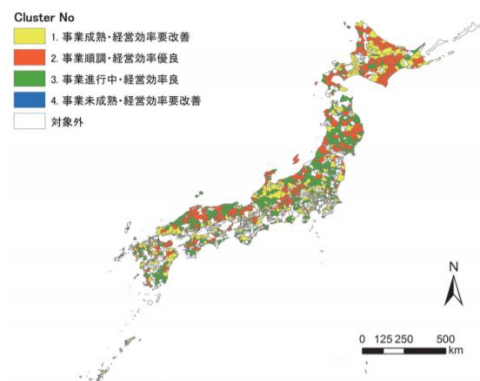 Cluster No
1. 事業成熟・経営効率要改善
2. 事業順調・経営効率優良
3. 事業進行中・経営効率良
4. 事業未成熟・経営効率要改善
対象外
N
0 125 250 500
km